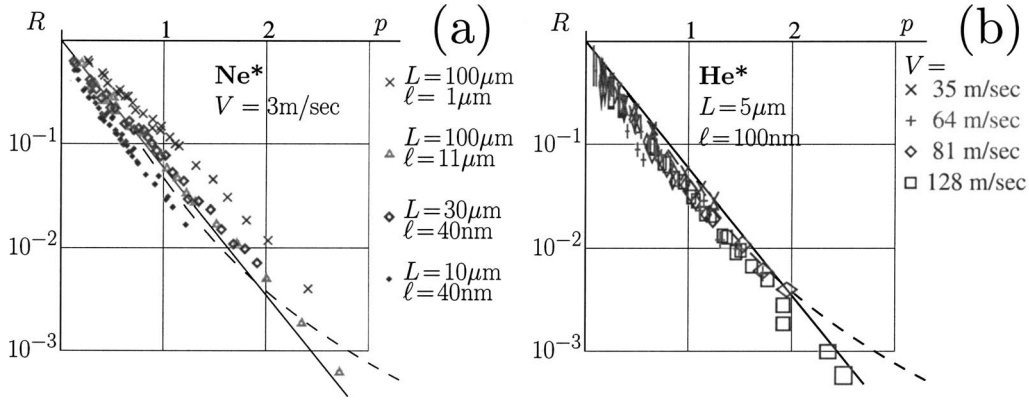 R 1 2 p (a)
Ne*
V = 3m/sec
× L=100μm
ℓ= 1μm
L=100μm
ℓ=11μm
L=30μm
ℓ=40nm
L=10μm
ℓ=40nm
10⁻¹
10⁻²
10⁻³
R 1 2 p (b)
He*
L=5μm
ℓ=100nm
V=
× 35 m/sec
+ 64 m/sec
◇ 81 m/sec
□ 128 m/sec
10⁻¹
10⁻²
10⁻³